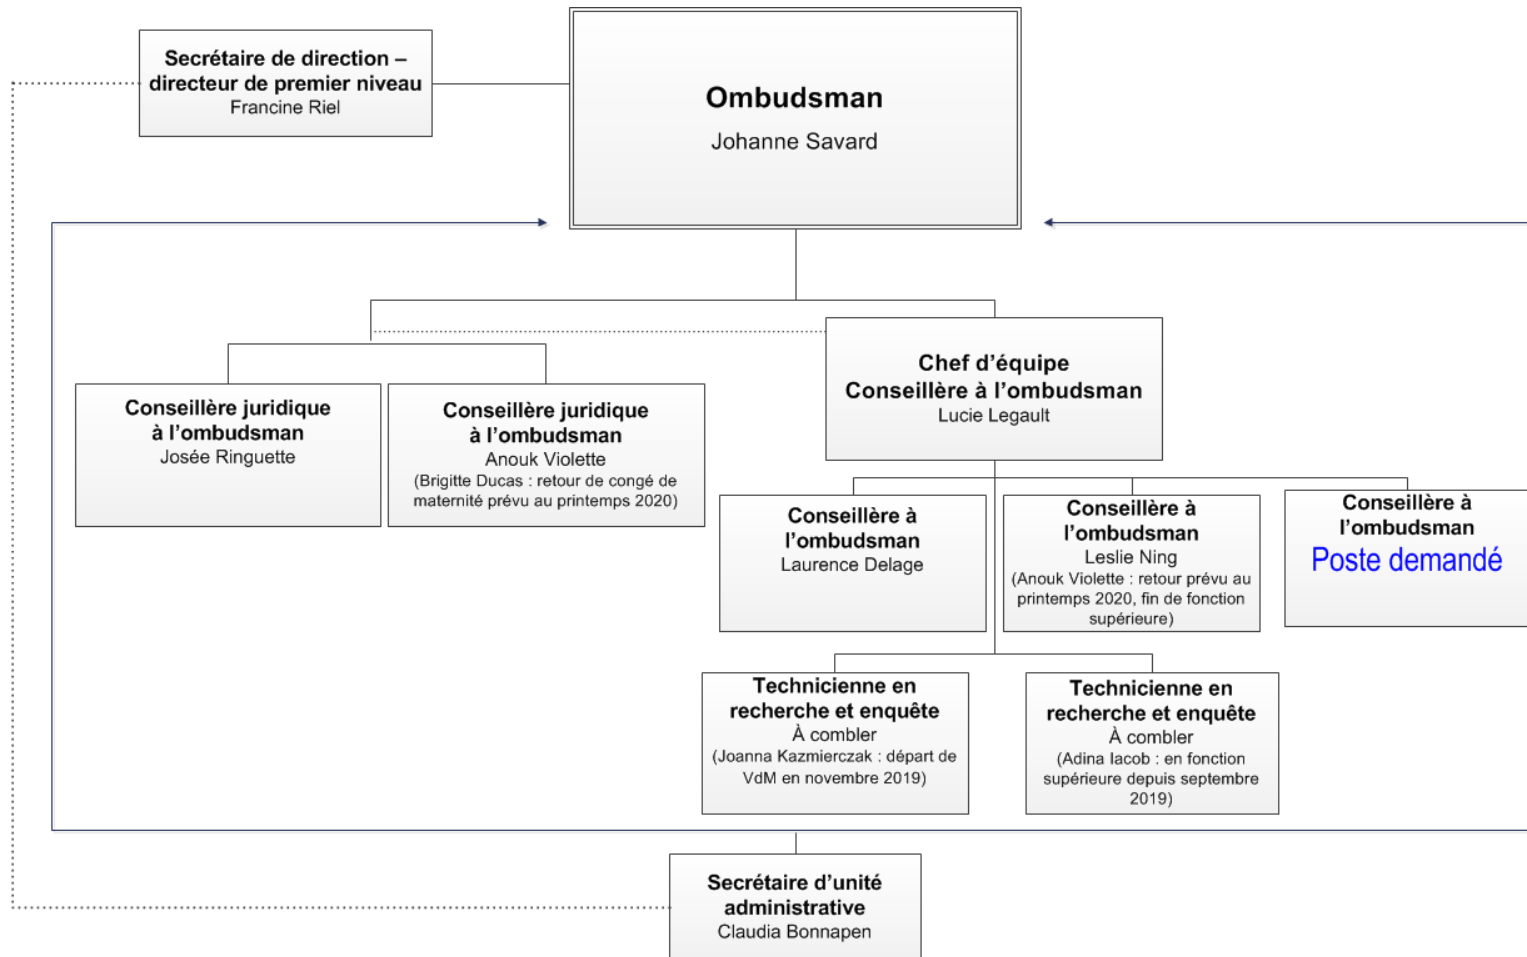 Secrétaire de direction –
directeur de premier niveau
Francine Riel
Ombudsman
Johanne Savard
Chef d’équipe
Conseillère à l’ombudsman
Lucie Legault
Conseillère juridique
à l’ombudsman
Josée Ringuette
Conseillère juridique
à l’ombudsman
Anouk Violette
(Brigitte Ducas : retour de congé de
maternité prévu au printemps 2020)
Conseillère à
l’ombudsman
Laurence Delage
Conseillère à
l’ombudsman
Leslie Ning
(Anouk Violette : retour prévu au
printemps 2020, fin de fonction
supérieure)
Conseillère à
l’ombudsman
Poste demandé
Technicienne en
recherche et enquête
À combler
(Joanna Kazmierczak : départ de
VdM en novembre 2019)
Technicienne en
recherche et enquête
À combler
(Adina Iacob : en fonction
supérieure depuis septembre
2019)
Secrétaire d’unité
administrative
Claudia Bonnapen